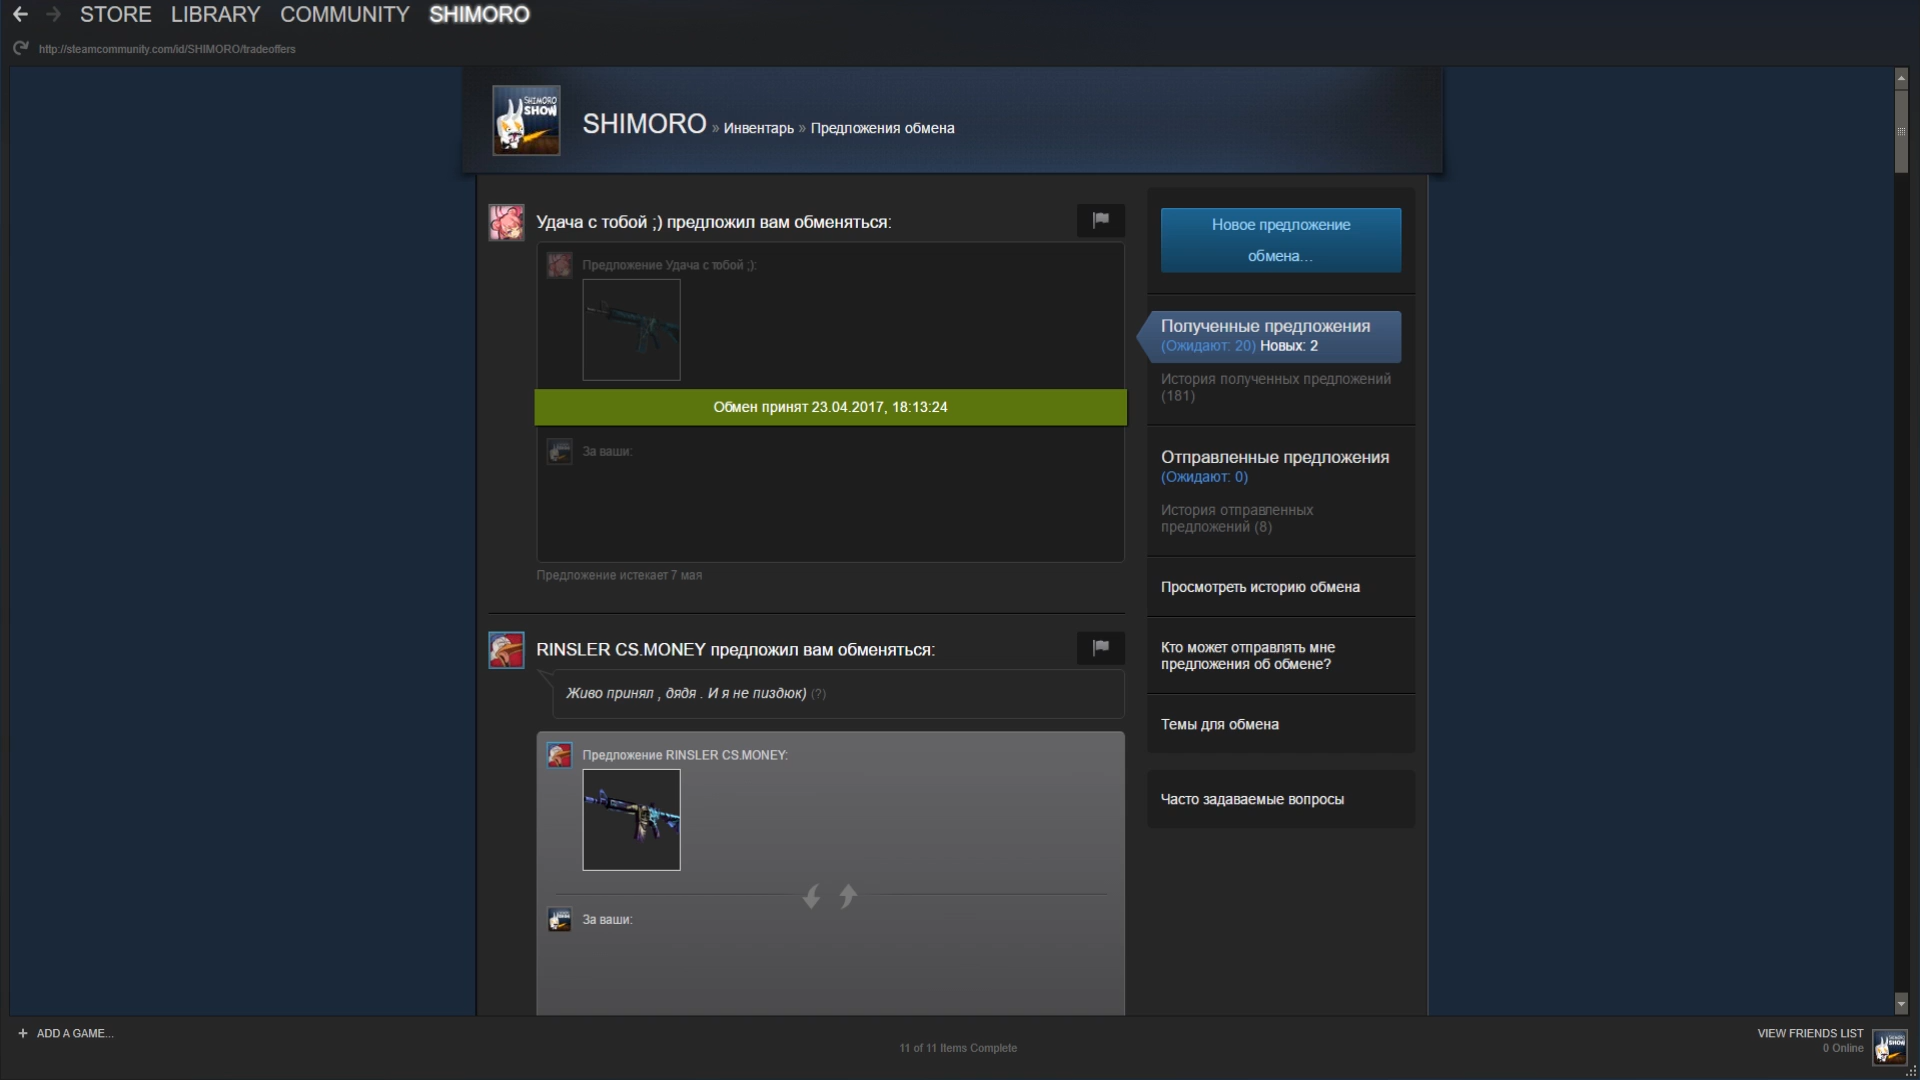 STORE LIBRARY COMMUNITY SHIMORO
http://steamcommunity.com/id/SHIMORO/tradeoffers
SHIMORO
SHOW
SHIMORO » Инвентарь » Предложения обмена
Удача с тобой ;) предложил вам обменяться:
Предложение Удача с тобой ;):
Обмен принят 23.04.2017, 18:13:24
За ваши:
Предложение истекает 7 мая
RINSLER CS.MONEY предложил вам обменяться:
Живо принял , дядя . И я не пиздюк) (?)
Предложение RINSLER CS.MONEY:
За ваши:
Новое предложение
обмена...
Полученные предложения
(Ожидают: 20) Новых: 2
История полученных предложений
(181)
Отправленные предложения
(Ожидают: 0)
История отправленных
предложений (8)
Просмотреть историю обмена
Кто может отправлять мне
предложения об обмене?
Темы для обмена
Часто задаваемые вопросы
+ ADD A GAME...
11 of 11 Items Complete
VIEW FRIENDS LIST
0 Online